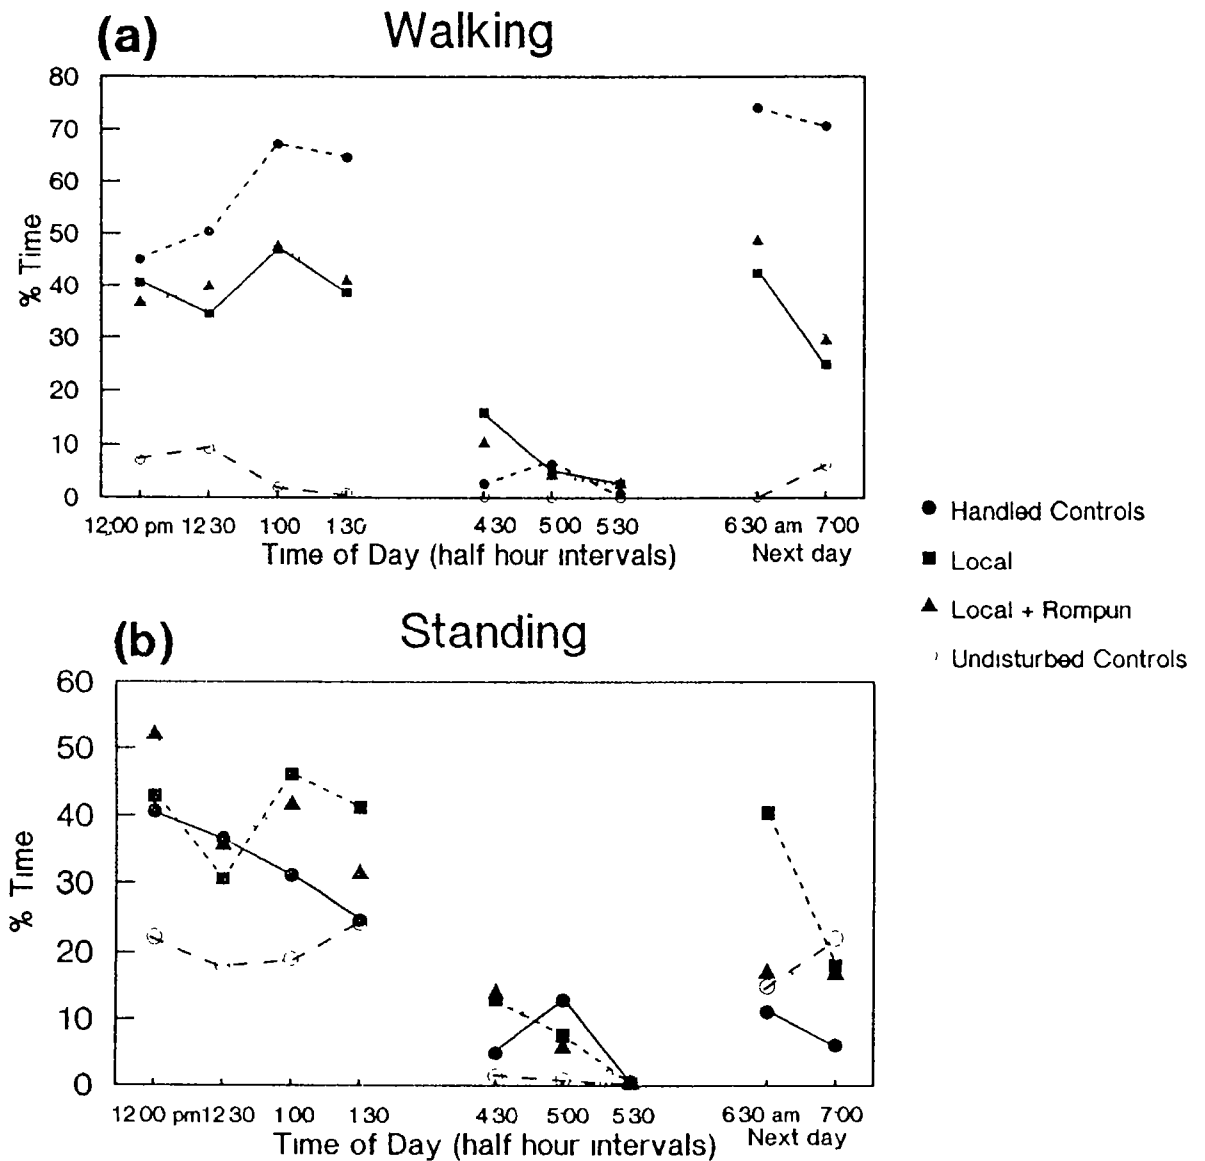 (a) Walking
80
70
60
50
40
30
20
10
0
% Time
12:00 pm 12 30 1:00 1 30 4 30 5:00 5 30 6 30 am 7:00
Time of Day (half hour intervals) Next day
Handled Controls
Local
Local + Rompun
Undisturbed Controls
(b) Standing
60
50
40
30
20
10
0
% Time
12 00 pm 12 30 1:00 1 30 4 30 5:00 5 30 6 30 am 7:00
Time of Day (half hour intervals) Next day